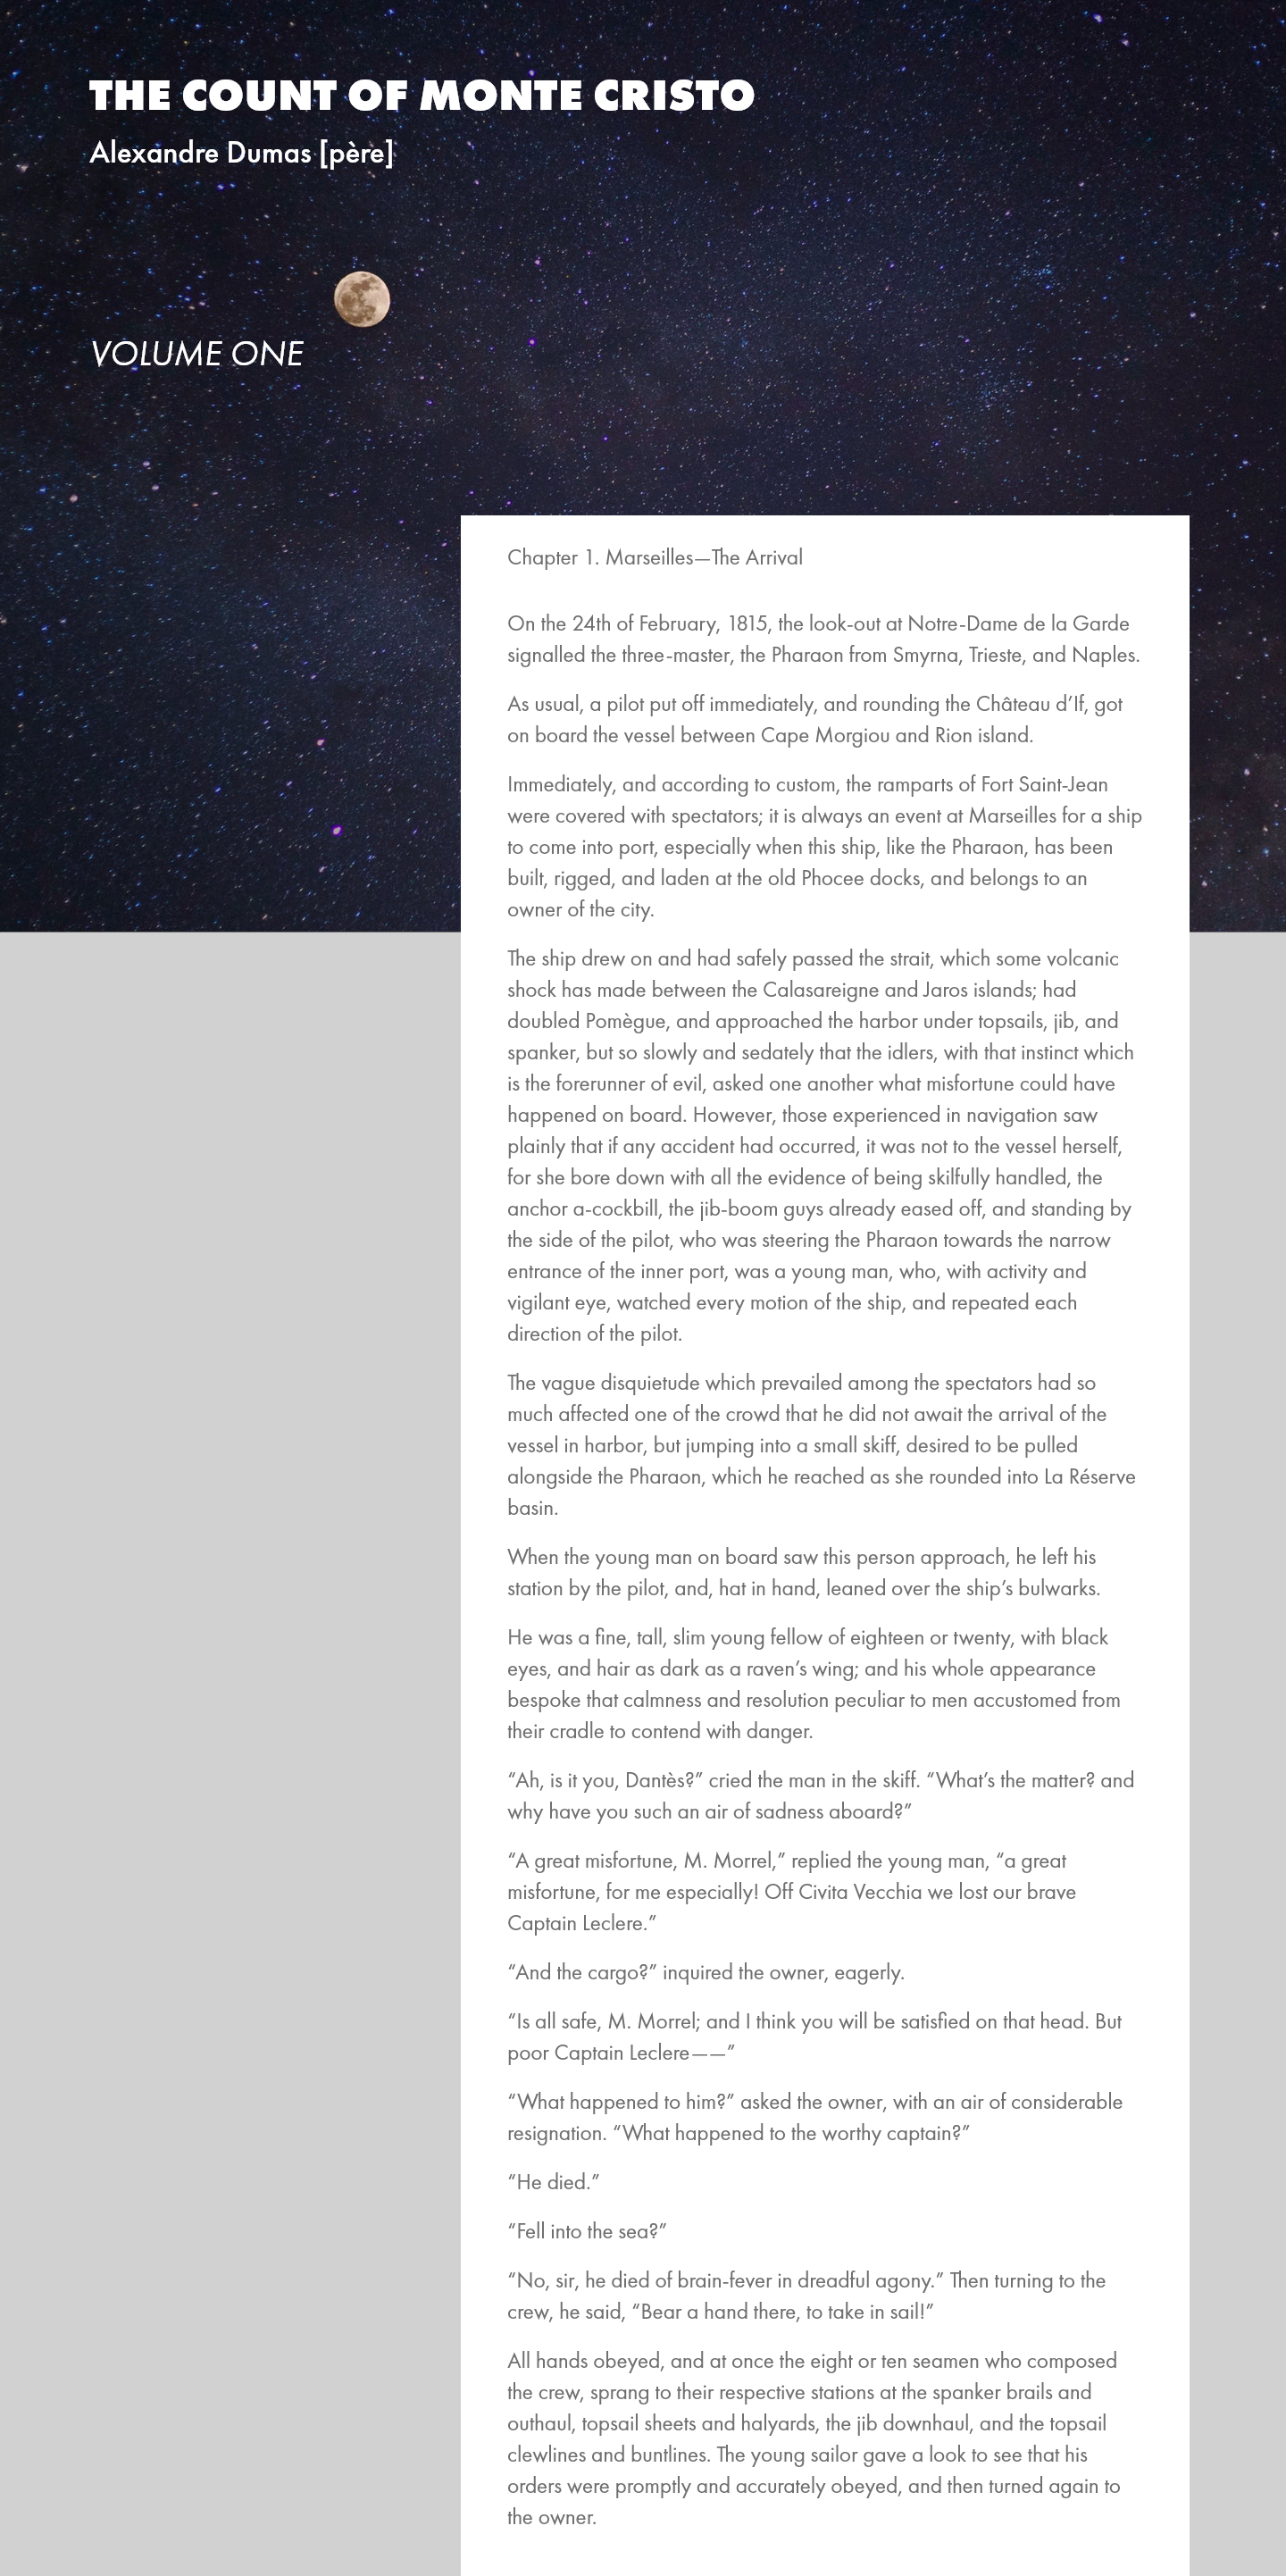 THE COUNT OF MONTE CRISTO
Alexandre Dumas [père]
VOLUME ONE
Chapter 1. Marseilles—The Arrival
On the 24th of February, 1815, the look-out at Notre-Dame de la Garde
signalled the three-master, the Pharaon from Smyrna, Trieste, and Naples.
As usual, a pilot put off immediately, and rounding the Château d’If, got
on board the vessel between Cape Morgiou and Rion island.
Immediately, and according to custom, the ramparts of Fort Saint-Jean
were covered with spectators; it is always an event at Marseilles for a ship
to come into port, especially when this ship, like the Pharaon, has been
built, rigged, and laden at the old Phocee docks, and belongs to an
owner of the city.
The ship drew on and had safely passed the strait, which some volcanic
shock has made between the Calasareigne and Jaros islands; had
doubled Pomègue, and approached the harbor under topsails, jib, and
spanker, but so slowly and sedately that the idlers, with that instinct which
is the forerunner of evil, asked one another what misfortune could have
happened on board. However, those experienced in navigation saw
plainly that if any accident had occurred, it was not to the vessel herself,
for she bore down with all the evidence of being skilfully handled, the
anchor a-cockbill, the jib-boom guys already eased off, and standing by
the side of the pilot, who was steering the Pharaon towards the narrow
entrance of the inner port, was a young man, who, with activity and
vigilant eye, watched every motion of the ship, and repeated each
direction of the pilot.
The vague disquietude which prevailed among the spectators had so
much affected one of the crowd that he did not await the arrival of the
vessel in harbor, but jumping into a small skiff, desired to be pulled
alongside the Pharaon, which he reached as she rounded into La Réserve
basin.
When the young man on board saw this person approach, he left his
station by the pilot, and, hat in hand, leaned over the ship’s bulwarks.
He was a fine, tall, slim young fellow of eighteen or twenty, with black
eyes, and hair as dark as a raven’s wing; and his whole appearance
bespoke that calmness and resolution peculiar to men accustomed from
their cradle to contend with danger.
“Ah, is it you, Dantès?” cried the man in the skiff. “What’s the matter? and
why have you such an air of sadness aboard?”
“A great misfortune, M. Morrel,” replied the young man, “a great
misfortune, for me especially! Off Civita Vecchia we lost our brave
Captain Leclere.”
“And the cargo?” inquired the owner, eagerly.
“Is all safe, M. Morrel; and I think you will be satisfied on that head. But
poor Captain Leclere——”
“What happened to him?” asked the owner, with an air of considerable
resignation. “What happened to the worthy captain?”
“He died.”
“Fell into the sea?”
“No, sir, he died of brain-fever in dreadful agony.” Then turning to the
crew, he said, “Bear a hand there, to take in sail!”
All hands obeyed, and at once the eight or ten seamen who composed
the crew, sprang to their respective stations at the spanker brails and
outhaul, topsail sheets and halyards, the jib downhaul, and the topsail
clewlines and buntlines. The young sailor gave a look to see that his
orders were promptly and accurately obeyed, and then turned again to
the owner.